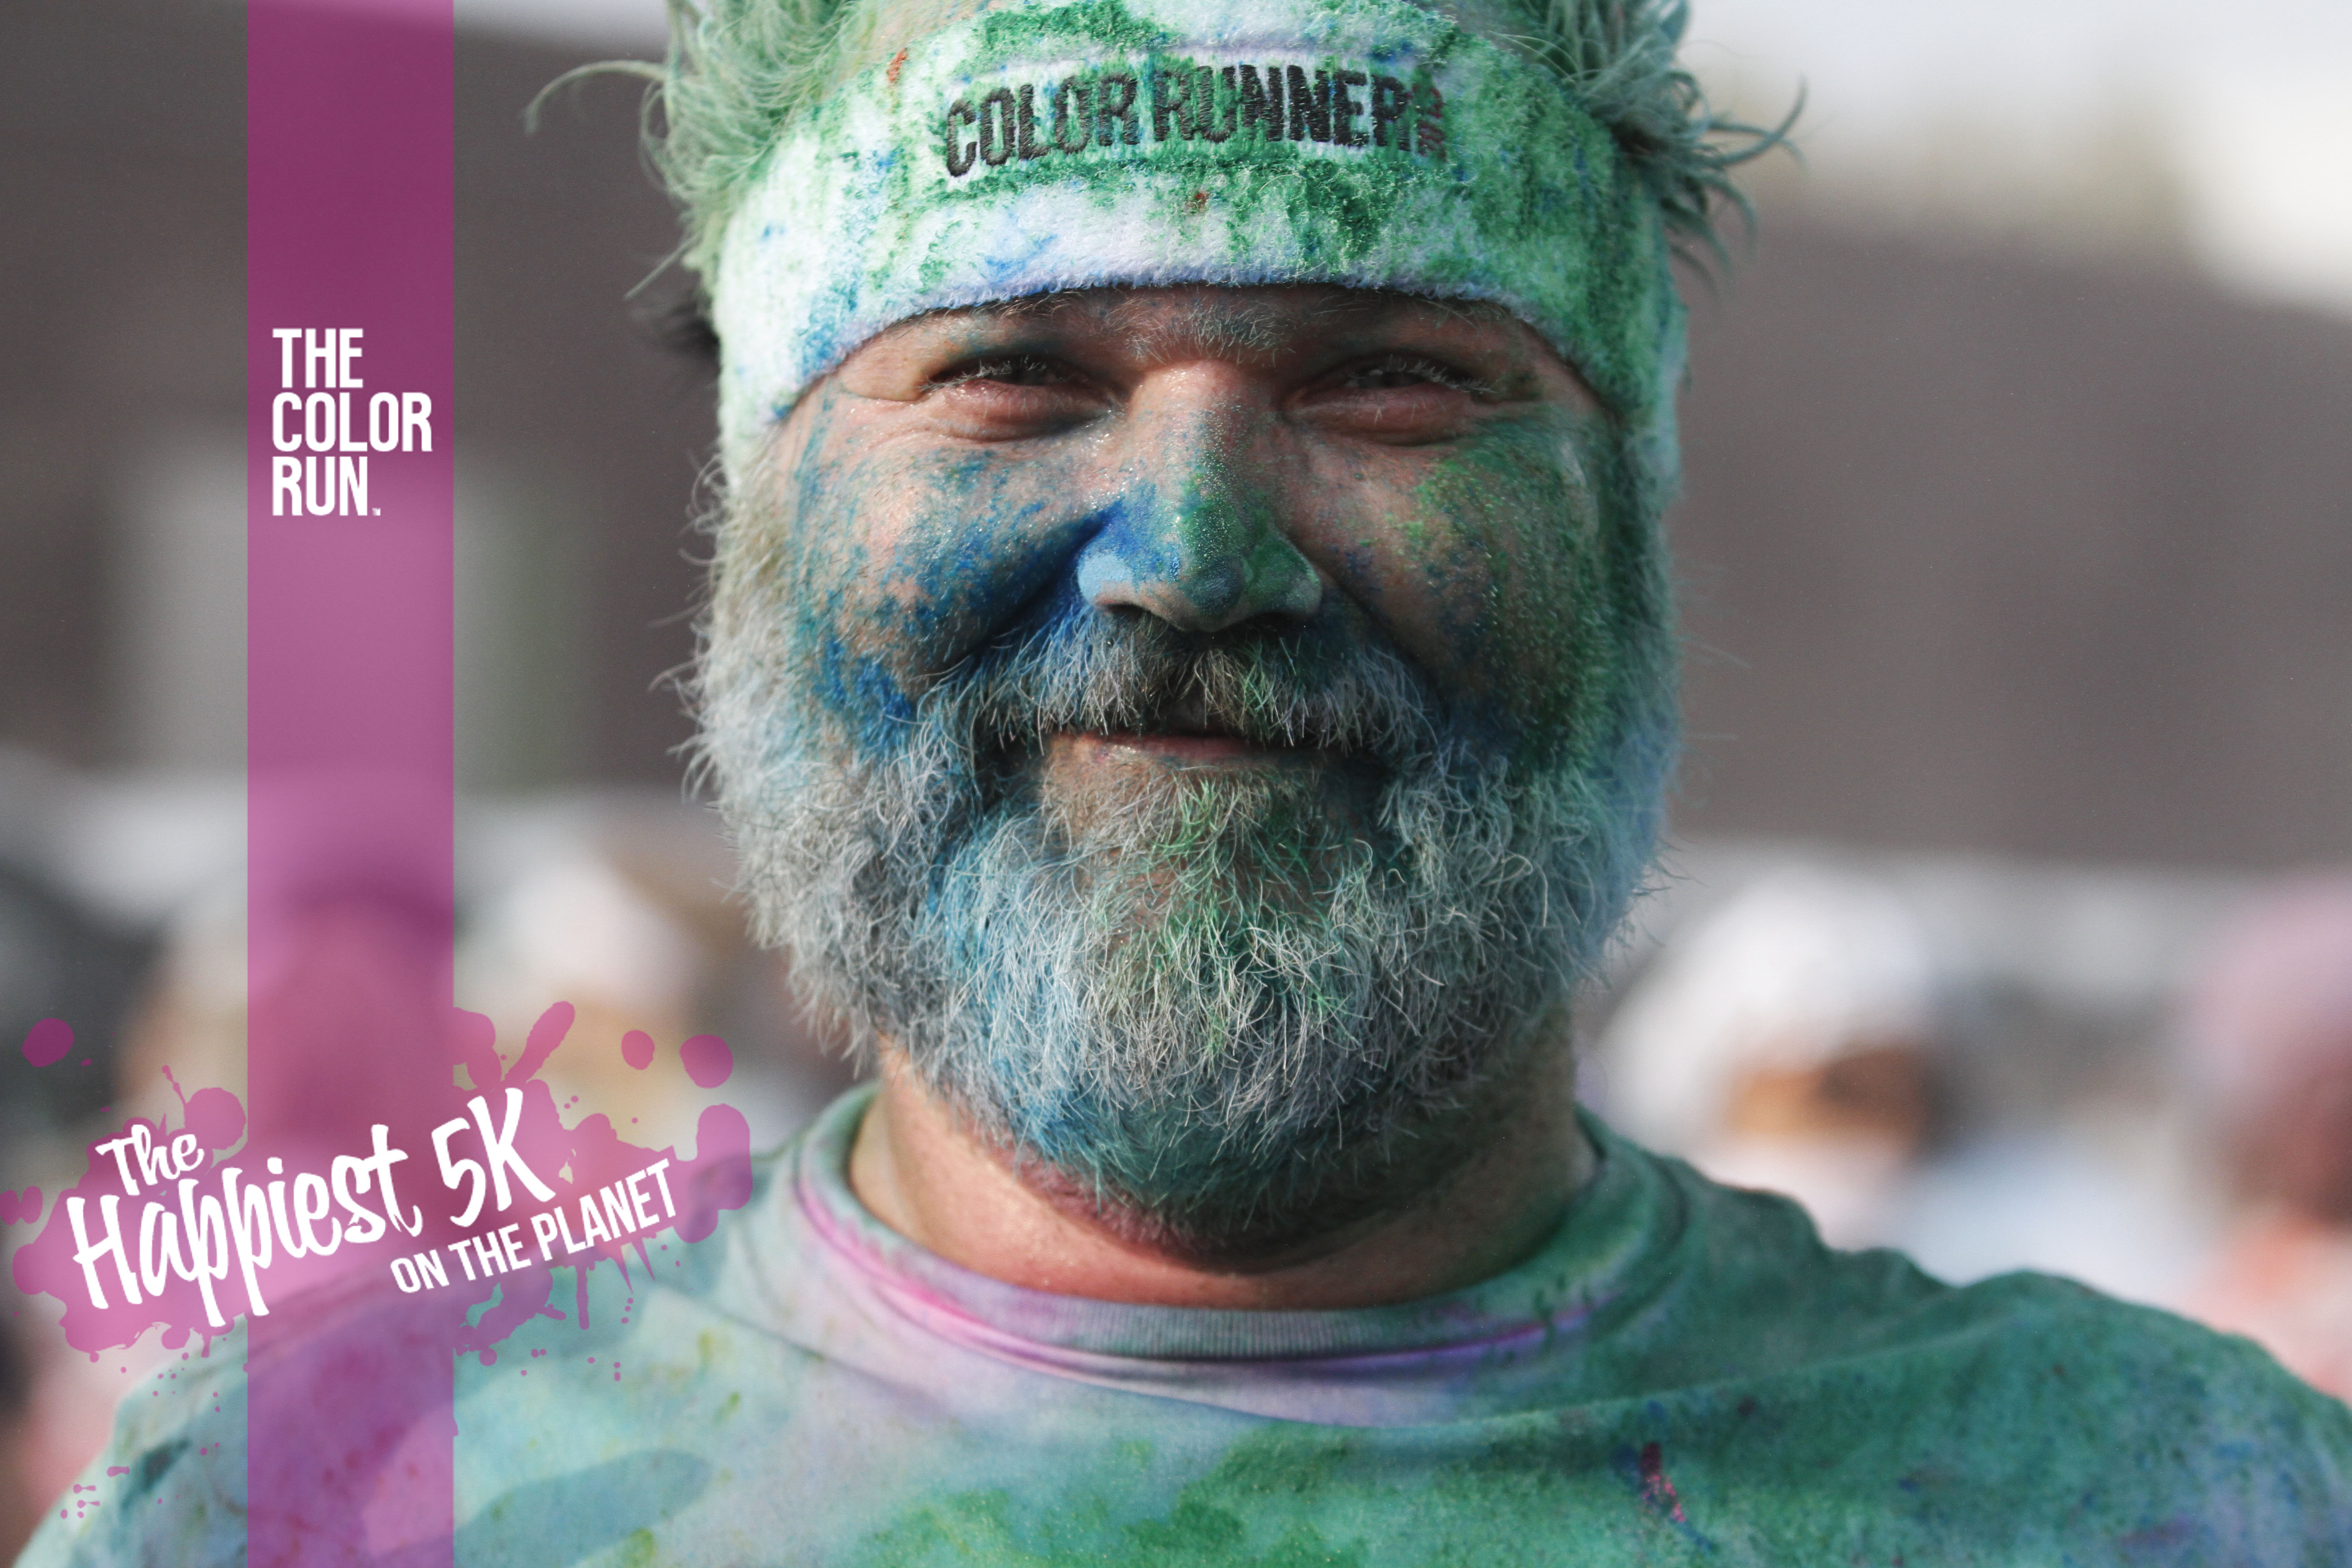 COLOR RUNNER
THE
COLOR
RUN.
The
Happiest 5K
ON THE PLANET